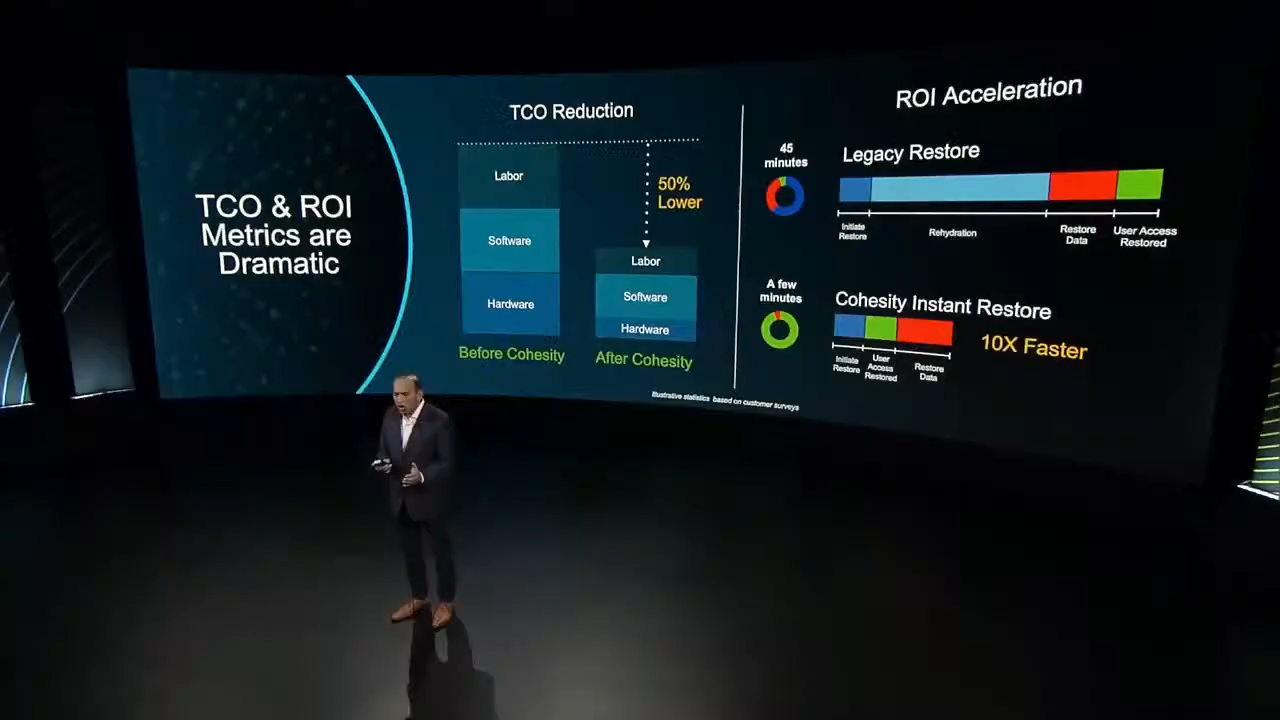 TCO & ROI
Metrics are
Dramatic
TCO Reduction
Labor
Software
Hardware
Before Cohesity
50%
Lower
Labor
Software
Hardware
After Cohesity
Illustrative statistics based on customer surveys
ROI Acceleration
45
minutes
Legacy Restore
Initiate
Restore
Rehydration
Restore
Data
User Access
Restored
A few
minutes
Cohesity Instant Restore
10X Faster
Initiate
Restore
User
Access
Restored
Restore
Data